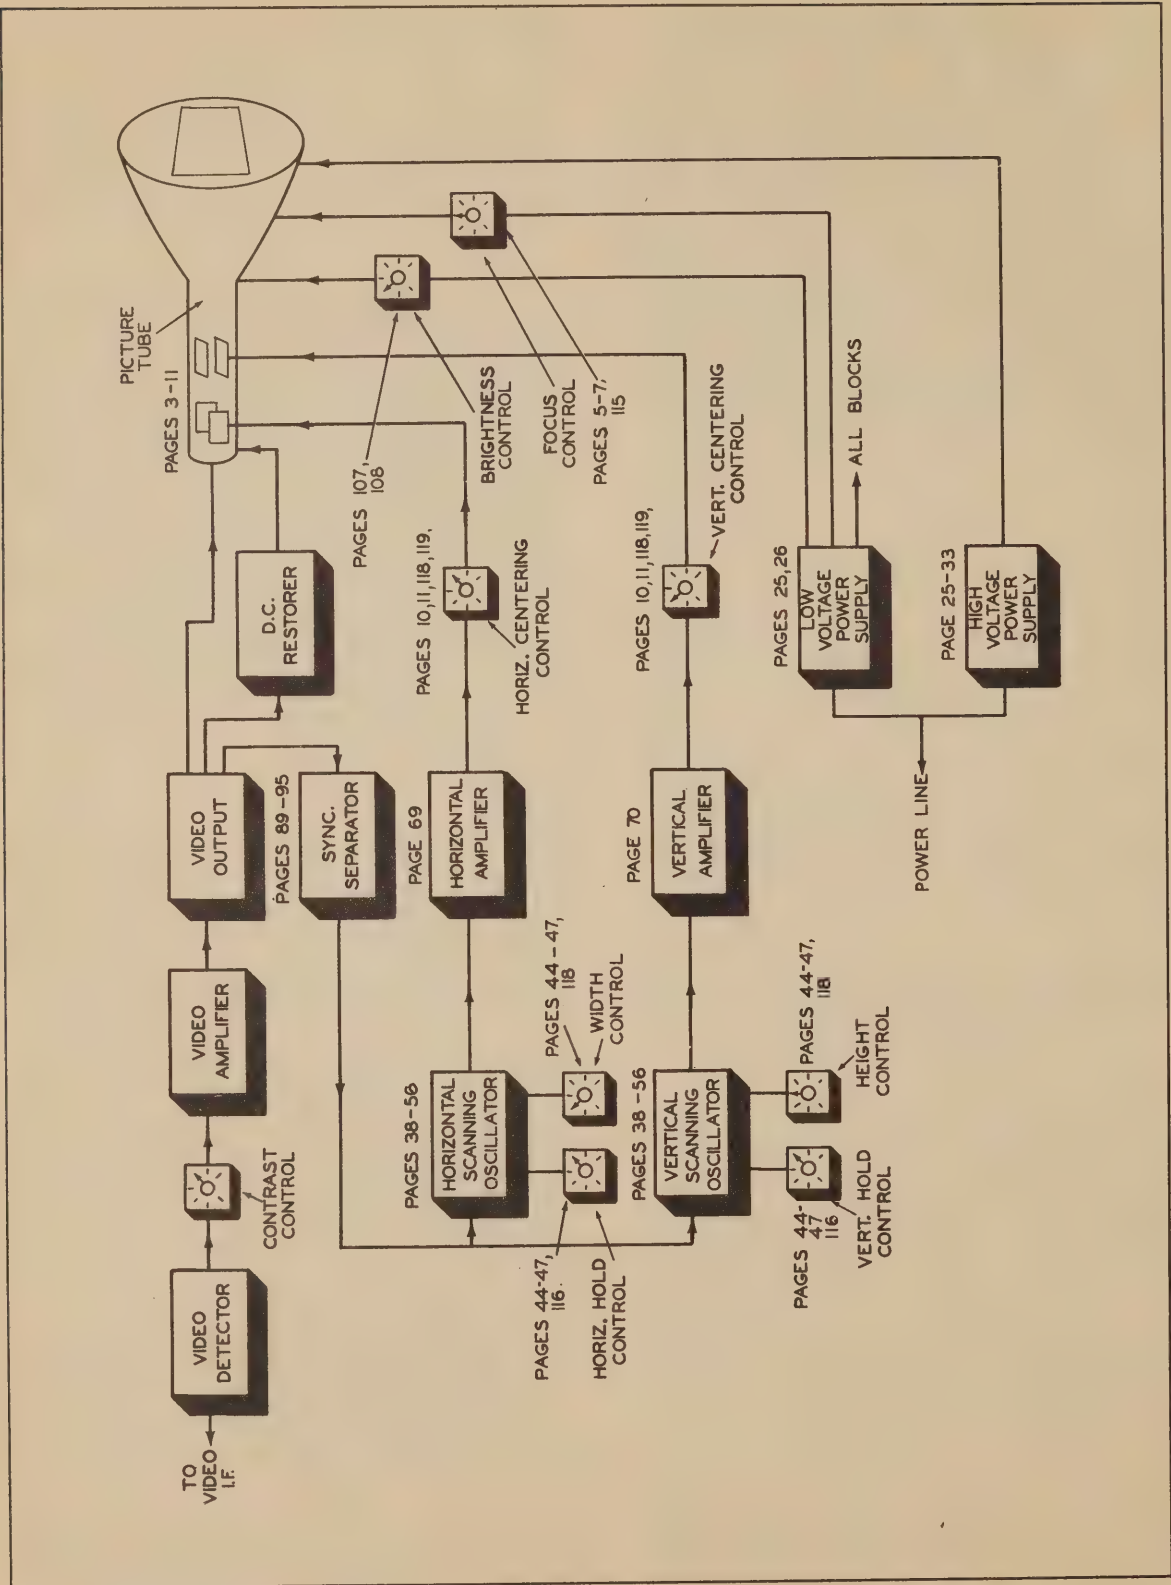 TO
VIDEO
I.F.
VIDEO
DETECTOR
CONTRAST
CONTROL
VIDEO
AMPLIFIER
VIDEO
OUTPUT
D.C.
RESTORER
PAGES 3-11
PICTURE
TUBE
PAGES 89-95
SYNC.
SEPARATOR
PAGES 107,
108
BRIGHTNESS
CONTROL
FOCUS
CONTROL
PAGES 5-7,
115
PAGES 38-56
HORIZONTAL
SCANNING
OSCILLATOR
PAGES 44-47,
116.
HORIZ. HOLD
CONTROL
PAGES 44-47,
118
WIDTH
CONTROL
PAGE 69
HORIZONTAL
AMPLIFIER
PAGES 10,11,118,119,
HORIZ. CENTERING
CONTROL
PAGES 38-56
VERTICAL
SCANNING
OSCILLATOR
PAGES 44-
47
116
VERT. HOLD
CONTROL
PAGES 44-47,
118
HEIGHT
CONTROL
PAGE 70
VERTICAL
AMPLIFIER
PAGES 10,11,118,119,
VERT. CENTERING
CONTROL
PAGES 25,26
LOW
VOLTAGE
POWER
SUPPLY
ALL BLOCKS
PAGE 25-33
HIGH
VOLTAGE
POWER
SUPPLY
POWER LINE